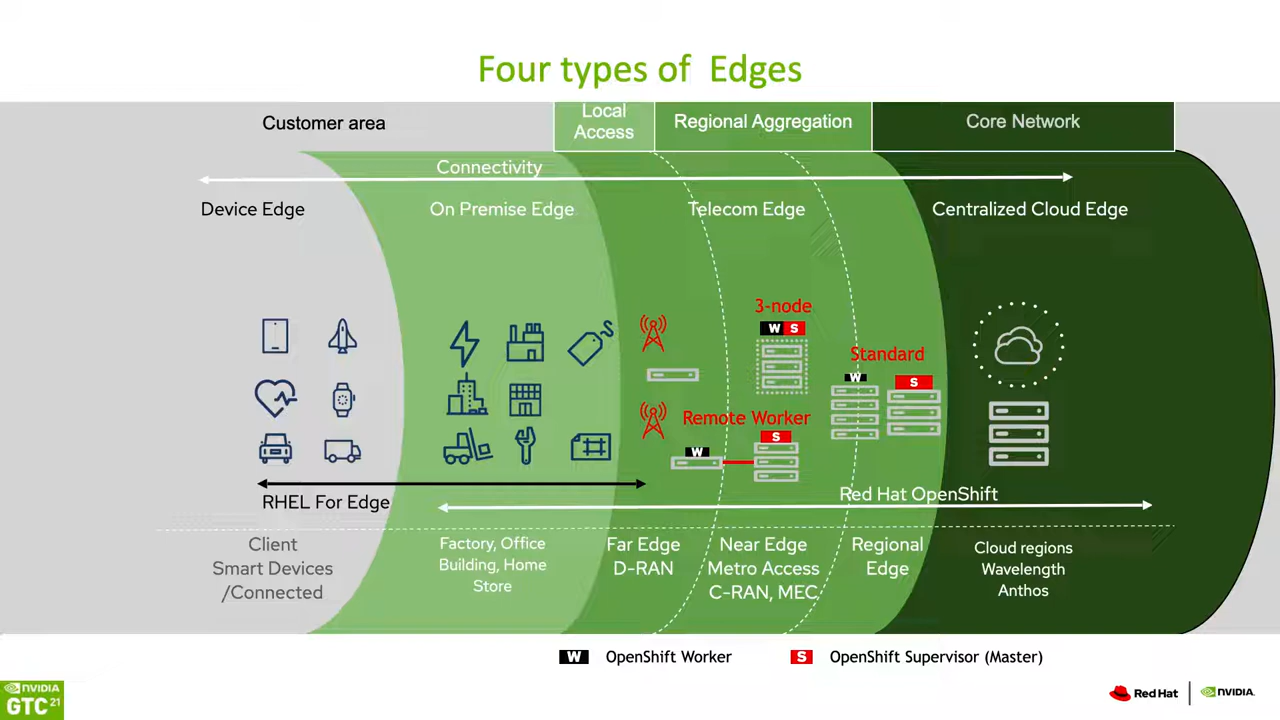 Four types of Edges
Customer area
Local
Access
Regional Aggregation
Core Network
Connectivity
Device Edge
On Premise Edge
Telecom Edge
Centralized Cloud Edge
3-node
W S
Standard
W
S
Remote Worker
S
W
RHEL For Edge
Red Hat OpenShift
Client
Smart Devices
/Connected
Factory, Office
Building, Home
Store
Far Edge
D-RAN
Near Edge
Metro Access
C-RAN, MEC
Regional
Edge
Cloud regions
Wavelength
Anthos
W OpenShift Worker
S OpenShift Supervisor (Master)
NVIDIA
GTC 21
Red Hat
NVIDIA.